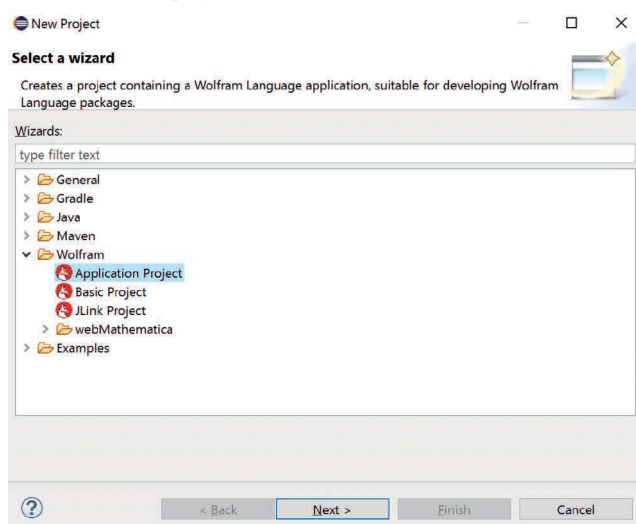 New Project
Select a wizard
Creates a project containing a Wolfram Language application, suitable for developing Wolfram
Language packages.
Wizards:
type filter text
General
Gradle
Java
Maven
Wolfram
Application Project
Basic Project
JLink Project
webMathematica
Examples
< Back Next > Finish Cancel